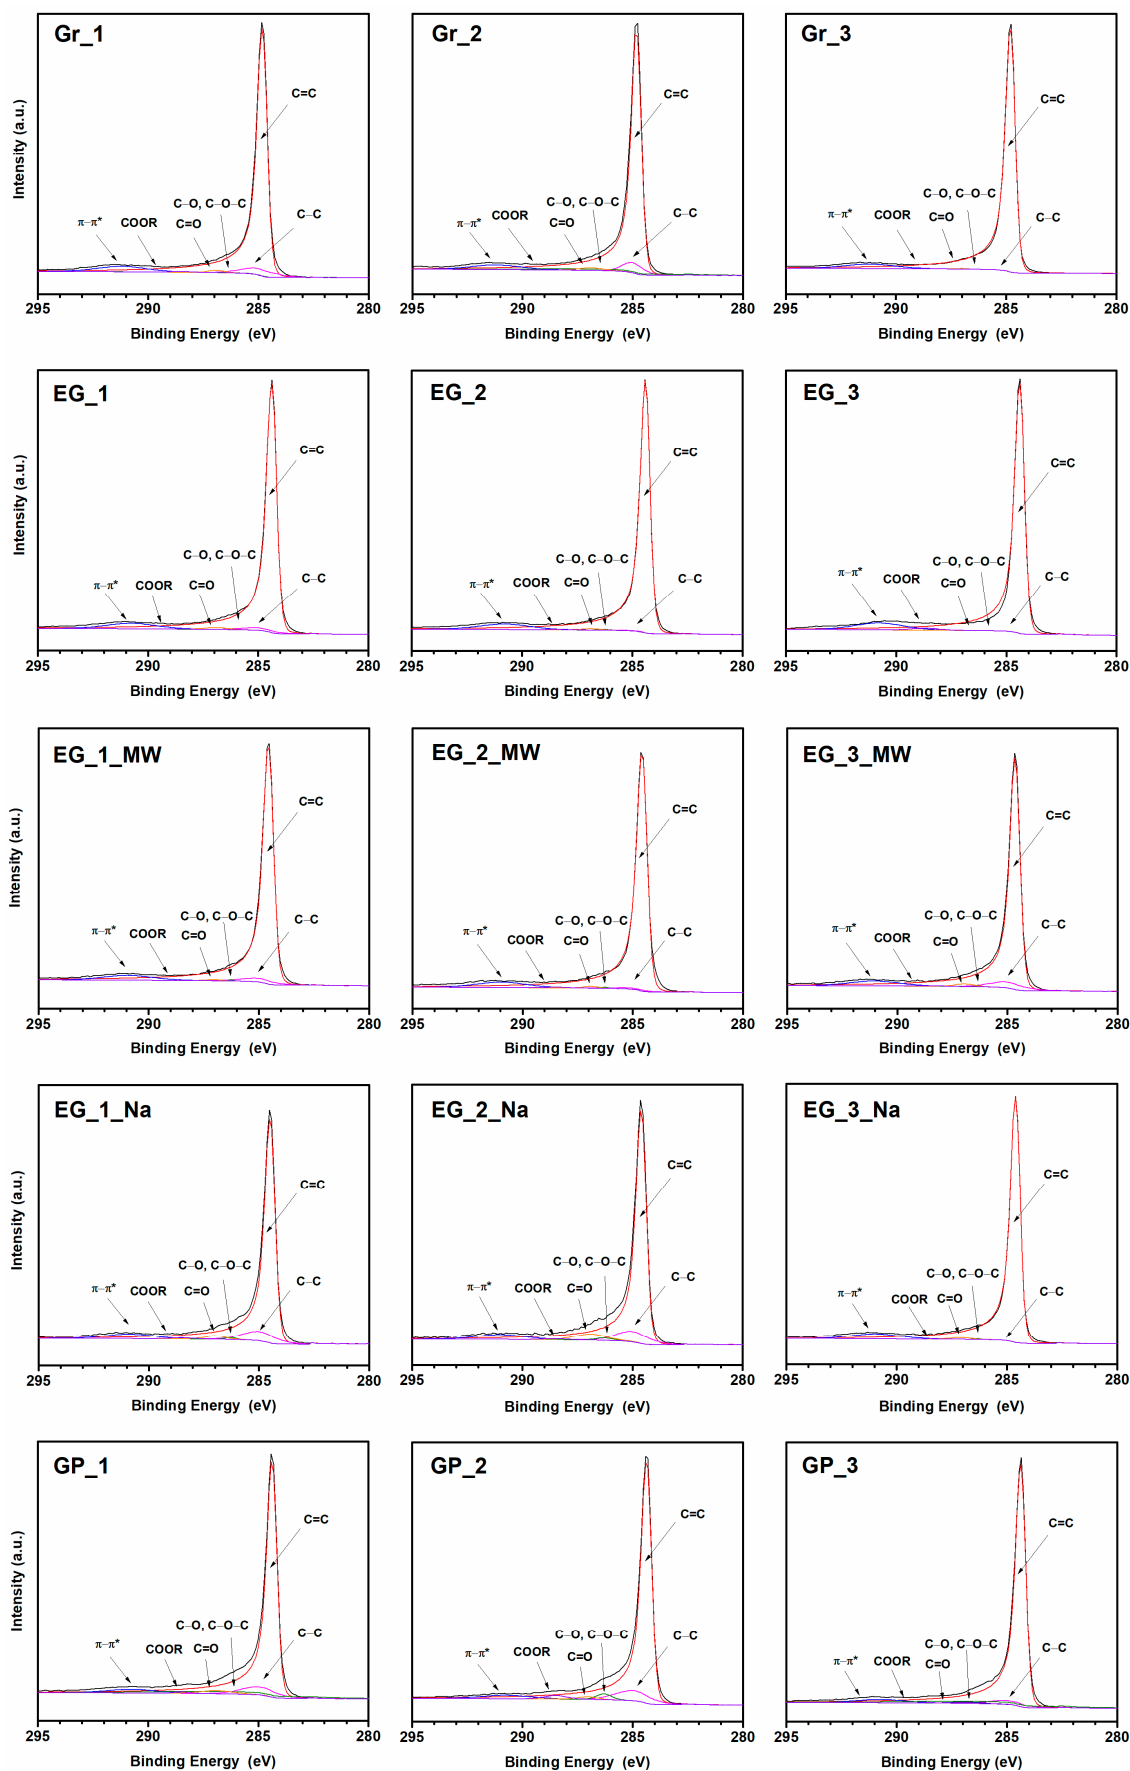 Gr_1
C=C
C–O, C–O–C
π–π*
COOR
C=O
C–C
Intensity (a.u.)
295 290 285 280
Binding Energy (eV)
Gr_2
C=C
C–O, C–O–C
π–π*
COOR
C=O
C–C
295 290 285 280
Binding Energy (eV)
Gr_3
C=C
C–O, C–O–C
π–π*
COOR
C=O
C–C
295 290 285 280
Binding Energy (eV)
EG_1
C=C
C–O, C–O–C
π–π*
COOR
C=O
C–C
Intensity (a.u.)
295 290 285 280
Binding Energy (eV)
EG_2
C=C
C–O, C–O–C
π–π*
COOR
C=O
C–C
295 290 285 280
Binding Energy (eV)
EG_3
C=C
C–O, C–O–C
π–π*
COOR
C=O
C–C
295 290 285 280
Binding Energy (eV)
EG_1_MW
C=C
C–O, C–O–C
π–π*
COOR
C=O
C–C
Intensity (a.u.)
295 290 285 280
Binding Energy (eV)
EG_2_MW
C=C
C–O, C–O–C
π–π*
COOR
C=O
C–C
295 290 285 280
Binding Energy (eV)
EG_3_MW
C=C
C–O, C–O–C
π–π*
COOR
C=O
C–C
295 290 285 280
Binding Energy (eV)
EG_1_Na
C=C
C–O, C–O–C
π–π*
COOR
C=O
C–C
Intensity (a.u.)
295 290 285 280
Binding Energy (eV)
EG_2_Na
C=C
C–O, C–O–C
π–π*
COOR
C=O
C–C
295 290 285 280
Binding Energy (eV)
EG_3_Na
C=C
C–O, C–O–C
π–π*
COOR
C=O
C–C
295 290 285 280
Binding Energy (eV)
GP_1
C=C
C–O, C–O–C
π–π*
COOR
C=O
C–C
Intensity (a.u.)
295 290 285 280
Binding Energy (eV)
GP_2
C=C
C–O, C–O–C
π–π*
COOR
C=O
C–C
295 290 285 280
Binding Energy (eV)
GP_3
C=C
C–O, C–O–C
π–π*
COOR
C=O
C–C
295 290 285 280
Binding Energy (eV)